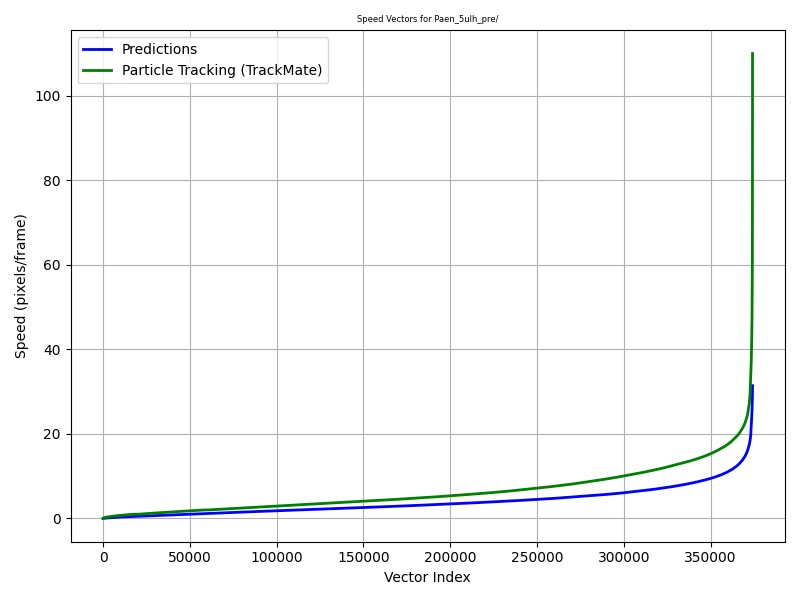 Speed Vectors for Paen_5ulh_pre/
Predictions
Particle Tracking (TrackMate)
Speed (pixels/frame)
100
80
60
40
20
0
0 50000 100000 150000 200000 250000 300000 350000
Vector Index